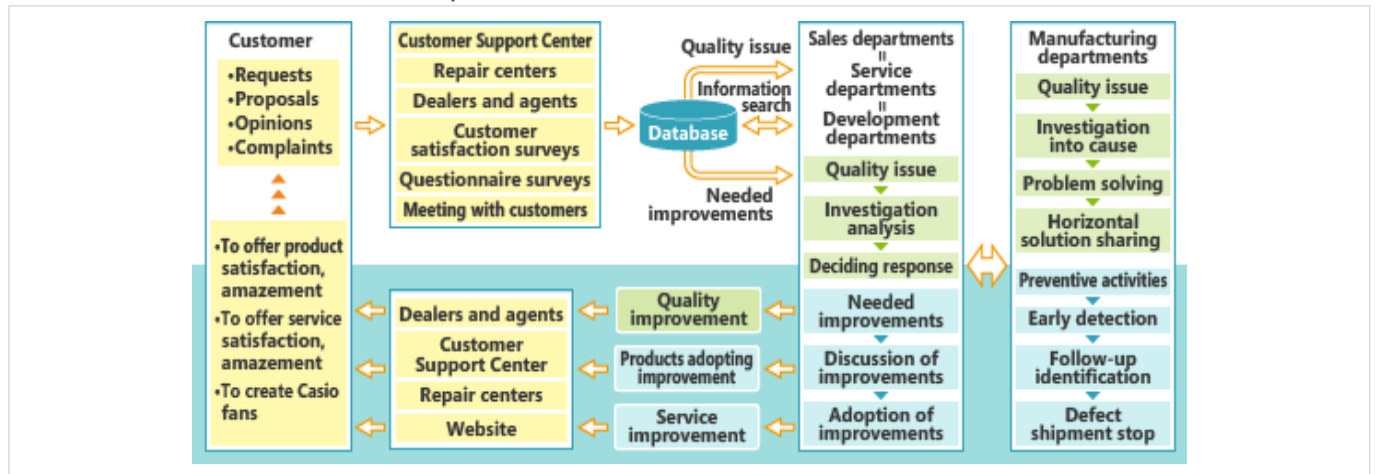 Customer
•Requests
•Proposals
•Opinions
•Complaints
•To offer product
satisfaction,
amazement
•To offer service
satisfaction,
amazement
•To create Casio
fans
Customer Support Center
Repair centers
Dealers and agents
Customer
satisfaction surveys
Questionnaire surveys
Meeting with customers
Quality issue
Information
search
Database
Needed
improvements
Sales departments
=
Service
departments
=
Development
departments
Quality issue
Investigation
analysis
Deciding response
Needed
improvements
Discussion of
improvements
Adoption of
improvements
Manufacturing
departments
Quality issue
Investigation
into cause
Problem solving
Horizontal
solution sharing
Preventive activities
Early detection
Follow-up
identification
Defect
shipment stop
Quality
improvement
Products adopting
improvement
Service
improvement
Dealers and agents
Customer
Support Center
Repair centers
Website